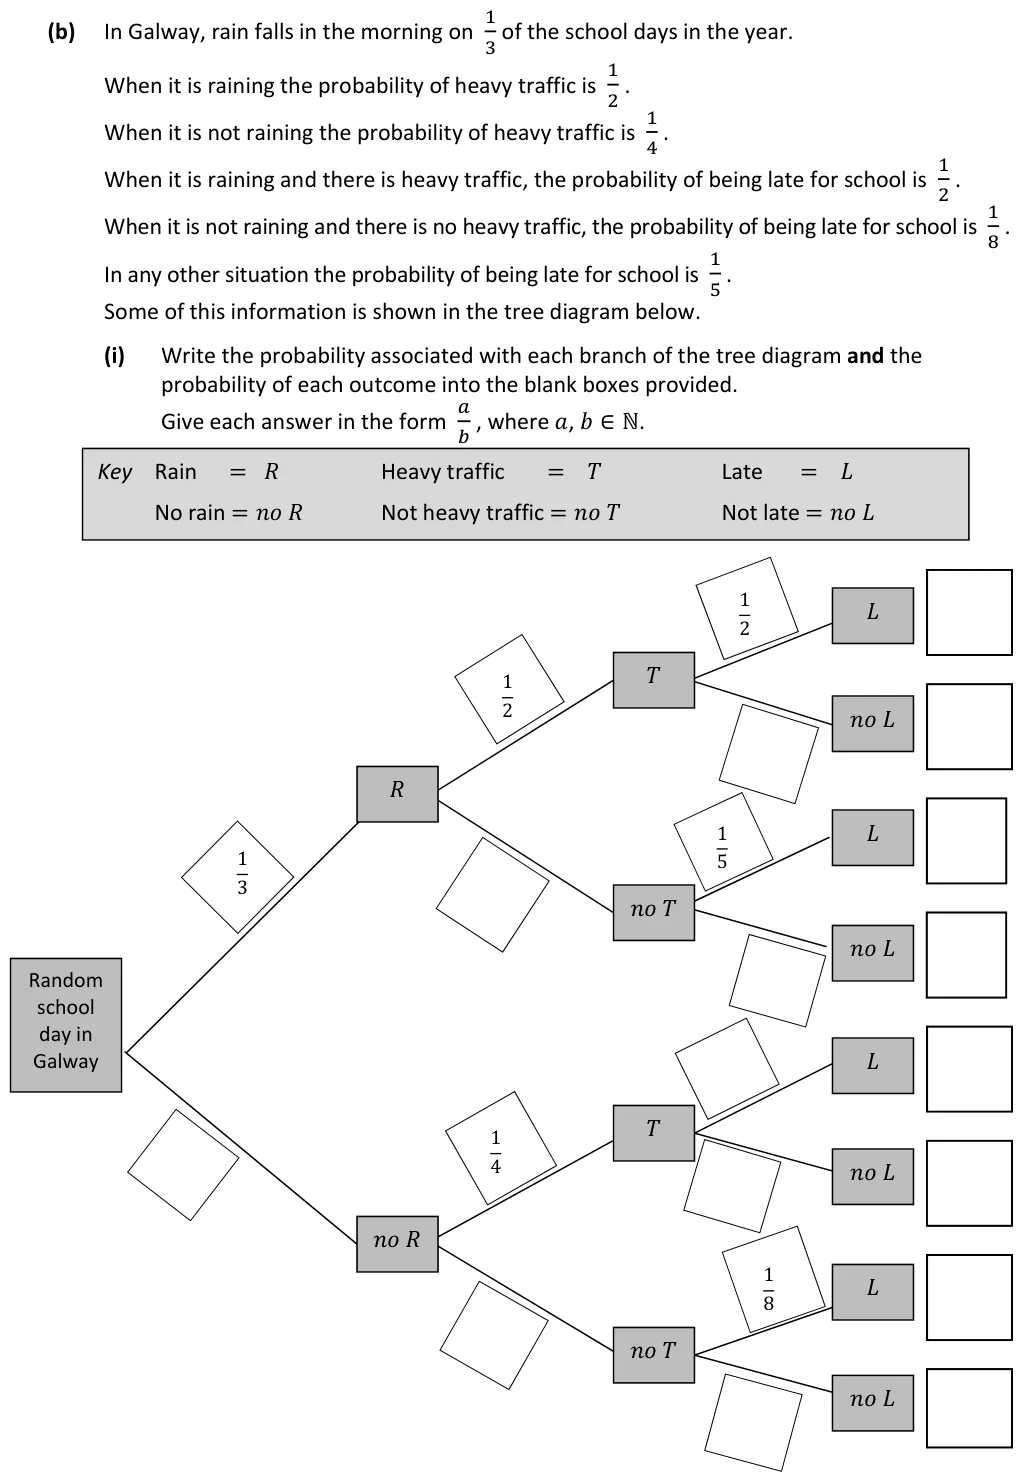 (b) In Galway, rain falls in the morning on 1/3 of the school days in the year.
When it is raining the probability of heavy traffic is 1/2.
When it is not raining the probability of heavy traffic is 1/4.
When it is raining and there is heavy traffic, the probability of being late for school is 1/2.
When it is not raining and there is no heavy traffic, the probability of being late for school is 1/8.
In any other situation the probability of being late for school is 1/5.
Some of this information is shown in the tree diagram below.
(i) Write the probability associated with each branch of the tree diagram and the
probability of each outcome into the blank boxes provided.
Give each answer in the form a/b, where a, b ∈ ℕ.
Key Rain = R Heavy traffic = T Late = L
No rain = no R Not heavy traffic = no T Not late = no L
1/2
L
1/2
T
no L
R
1/5
L
1/3
no T
no L
Random
school
day in
Galway
L
1/4
T
no L
no R
1/8
L
no T
no L